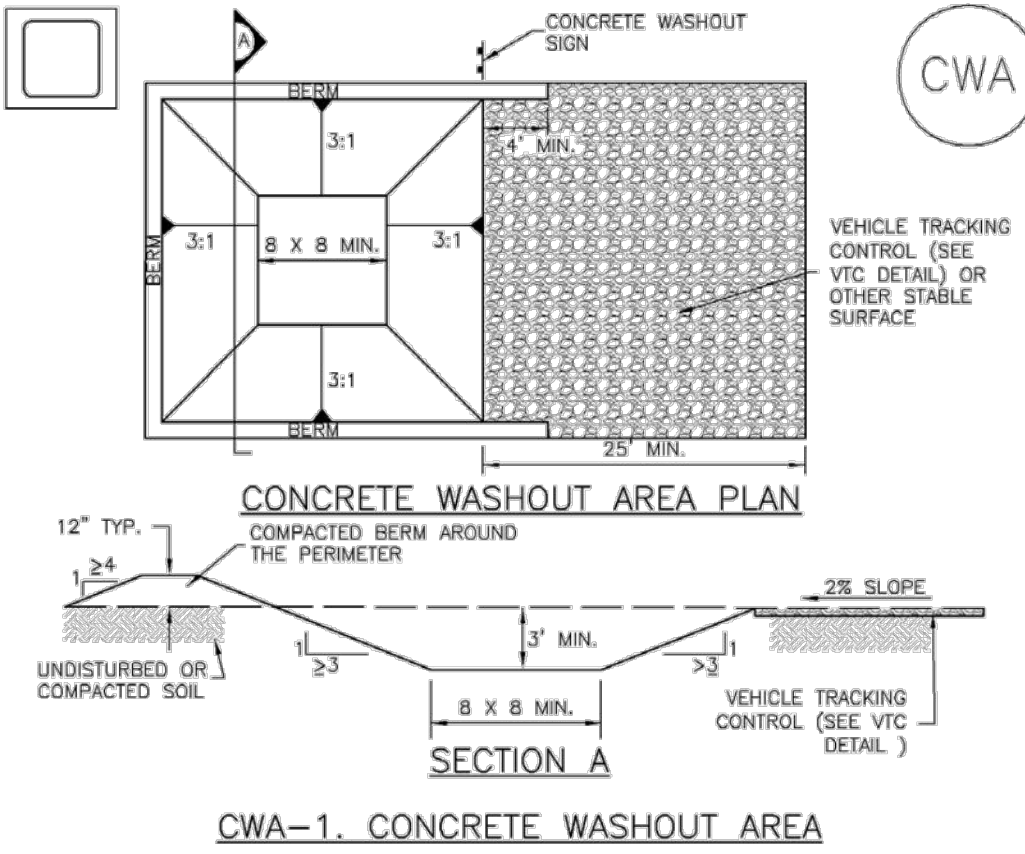 A
CONCRETE WASHOUT
SIGN
CWA
BERM
3:1
4' MIN.
BERM
3:1
8 X 8 MIN.
3:1
VEHICLE TRACKING
CONTROL (SEE
VTC DETAIL) OR
OTHER STABLE
SURFACE
3:1
BERM
25' MIN.
CONCRETE WASHOUT AREA PLAN
12" TYP.
COMPACTED BERM AROUND
THE PERIMETER
1
≥4
2% SLOPE
3' MIN.
1
≥3
1
>3
UNDISTURBED OR
COMPACTED SOIL
8 X 8 MIN.
VEHICLE TRACKING
CONTROL (SEE VTC
DETAIL )
SECTION A
CWA-1. CONCRETE WASHOUT AREA